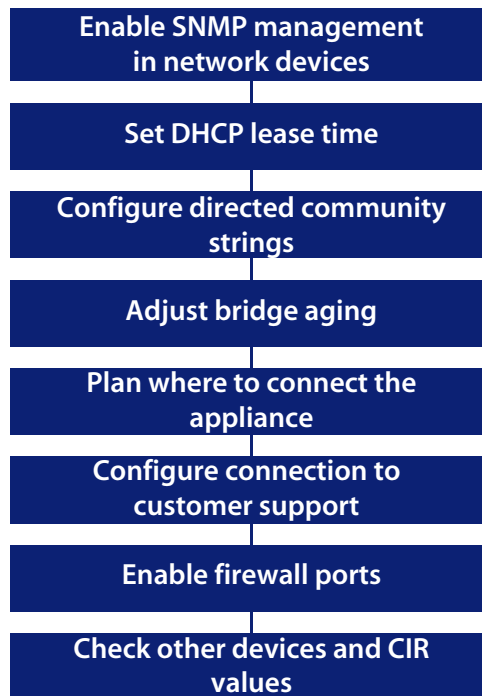 Enable SNMP management
in network devices
Set DHCP lease time
Configure directed community
strings
Adjust bridge aging
Plan where to connect the
appliance
Configure connection to
customer support
Enable firewall ports
Check other devices and CIR
values